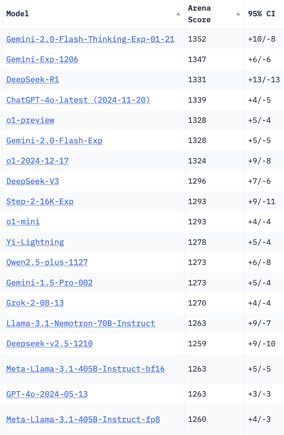 Model Arena Score 95% CI
Gemini-2.0-Flash-Thinking-Exp-01-21 1352 +10/-8
Gemini-Exp-1206 1347 +6/-6
DeepSeek-R1 1331 +13/-13
ChatGPT-4o-latest (2024-11-20) 1339 +4/-5
o1-preview 1328 +5/-4
Gemini-2.0-Flash-Exp 1328 +5/-5
o1-2024-12-17 1324 +9/-8
DeepSeek-V3 1296 +7/-6
Step-2-16K-Exp 1293 +9/-11
o1-mini 1293 +4/-4
Yi-Lightning 1278 +5/-4
Qwen2.5-plus-1127 1273 +6/-8
Gemini-1.5-Pro-002 1273 +5/-4
Grok-2-08-13 1270 +4/-4
Llama-3.1-Nemotron-70B-Instruct 1263 +9/-7
Deepseek-v2.5-1210 1259 +9/-10
Meta-Llama-3.1-405B-Instruct-bf16 1263 +5/-5
GPT-4o-2024-05-13 1263 +3/-3
Meta-Llama-3.1-405B-Instruct-fp8 1260 +4/-3